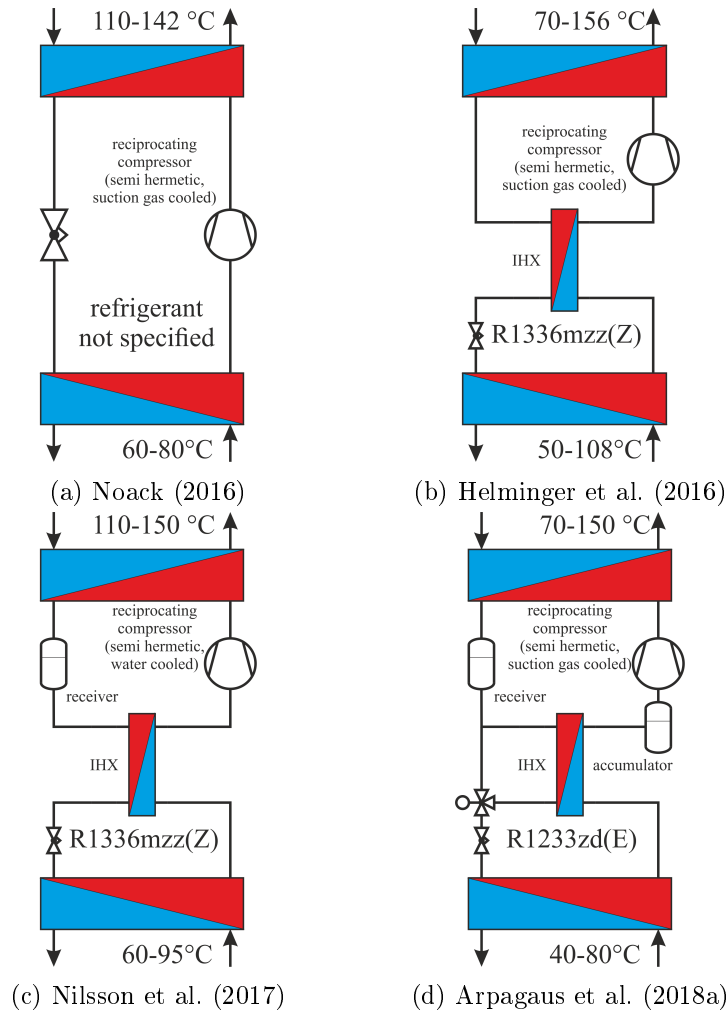 110-142 °C
reciprocating
compressor
(semi hermetic,
suction gas cooled)
refrigerant
not specified
60-80°C
(a) Noack (2016)
70-156 °C
reciprocating
compressor
(semi hermetic,
suction gas cooled)
IHX
R1336mzz(Z)
50-108°C
(b) Helminger et al. (2016)
110-150 °C
reciprocating
compressor
(semi hermetic,
water cooled)
receiver
IHX
R1336mzz(Z)
60-95°C
(c) Nilsson et al. (2017)
70-150 °C
reciprocating
compressor
(semi hermetic,
suction gas cooled)
receiver
IHX
accumulator
R1233zd(E)
40-80°C
(d) Arpagaus et al. (2018a)